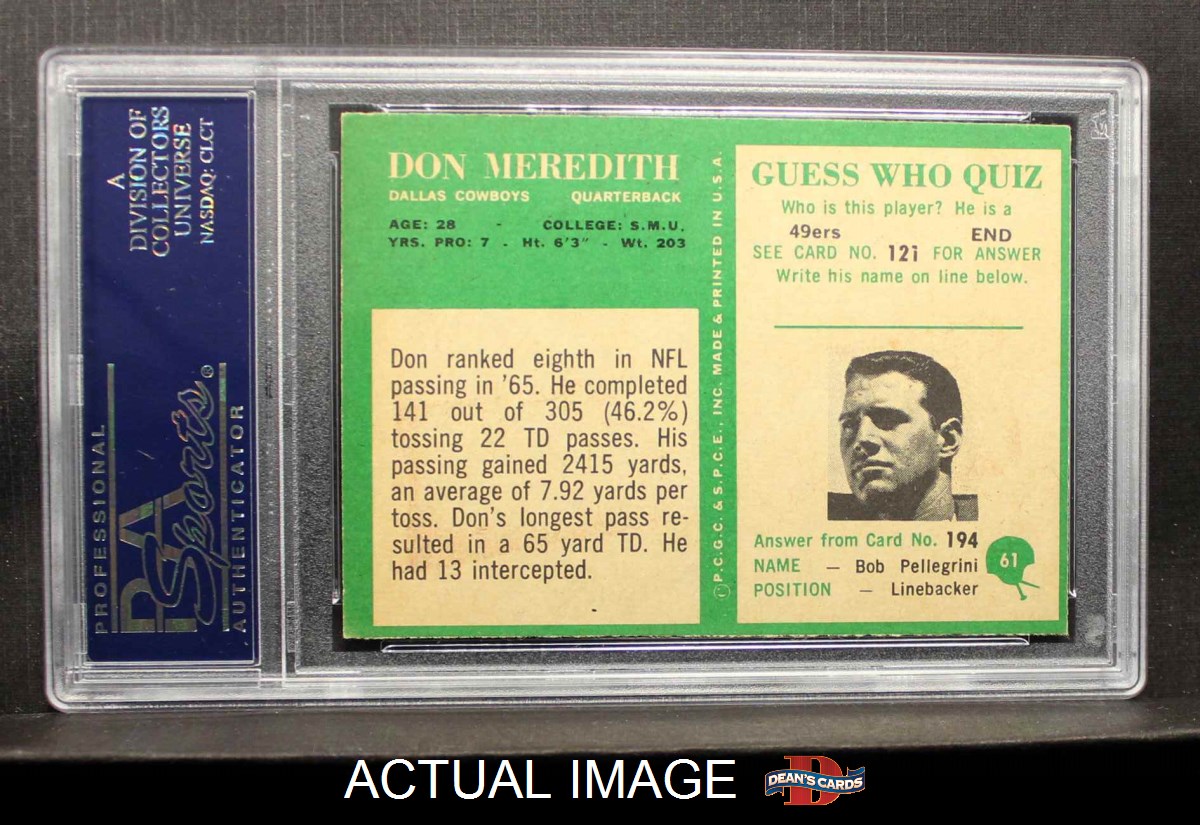 A
DIVISION OF
COLLECTORS
UNIVERSE
NASDAQ: CLCT
PROFESSIONAL
PSA
Sports®
AUTHENTICATOR
DON MEREDITH
DALLAS COWBOYS QUARTERBACK
AGE: 28 - COLLEGE: S.M.U.
YRS. PRO: 7 - Ht. 6'3" - Wt. 203
Don ranked eighth in NFL
passing in '65. He completed
141 out of 305 (46.2%)
tossing 22 TD passes. His
passing gained 2415 yards,
an average of 7.92 yards per
toss. Don's longest pass re-
sulted in a 65 yard TD. He
had 13 intercepted.
©P.C.G.C. & S.P.C.E., INC. MADE & PRINTED IN U.S.A.
GUESS WHO QUIZ
Who is this player? He is a
49ers END
SEE CARD NO. 121 FOR ANSWER
Write his name on line below.
Answer from Card No. 194
NAME — Bob Pellegrini
POSITION — Linebacker
61
ACTUAL IMAGE
D
DEAN'S CARDS